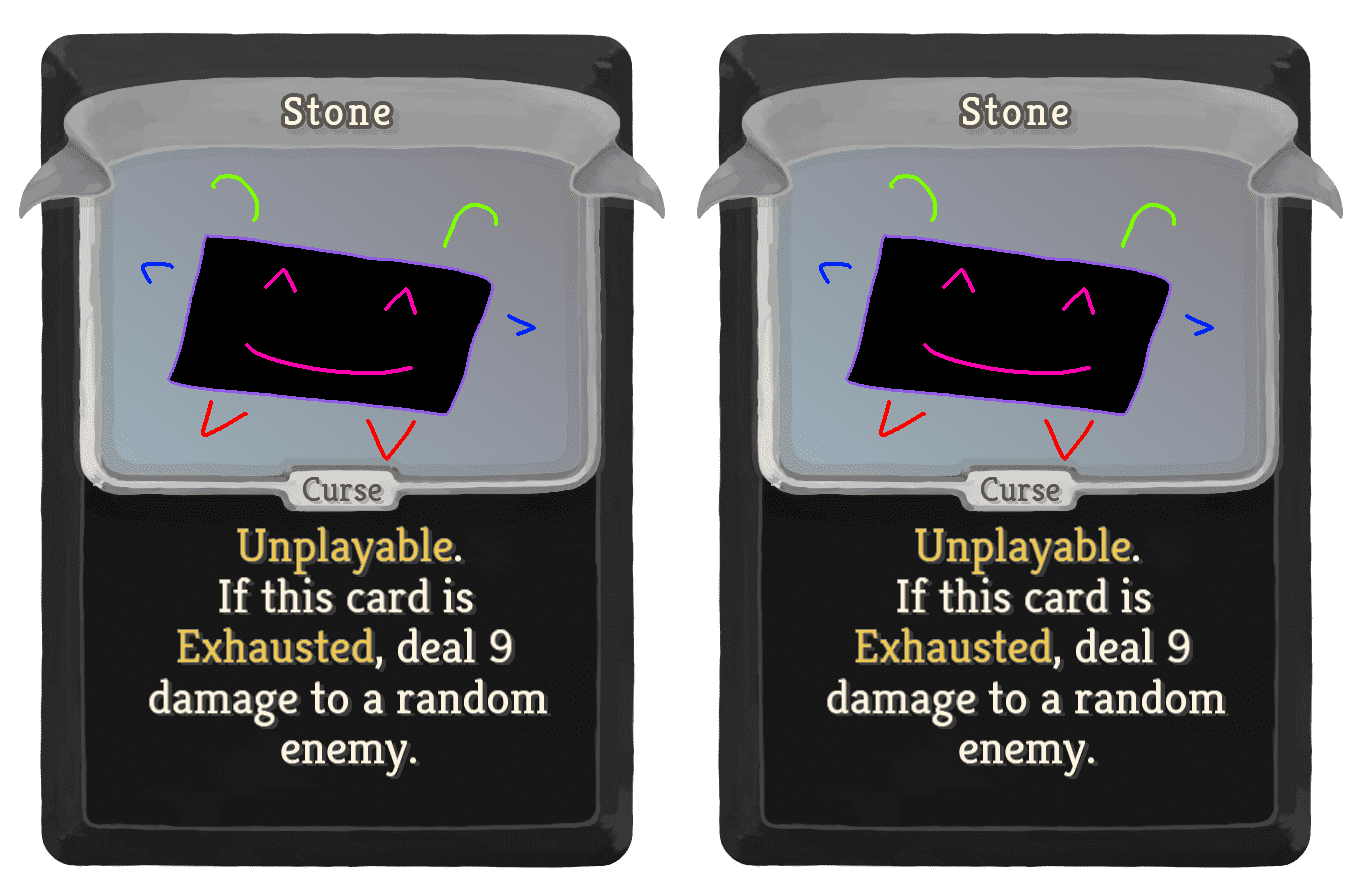 Stone
Curse
Unplayable.
If this card is
Exhausted, deal 9
damage to a random
enemy.
Stone
Curse
Unplayable.
If this card is
Exhausted, deal 9
damage to a random
enemy.